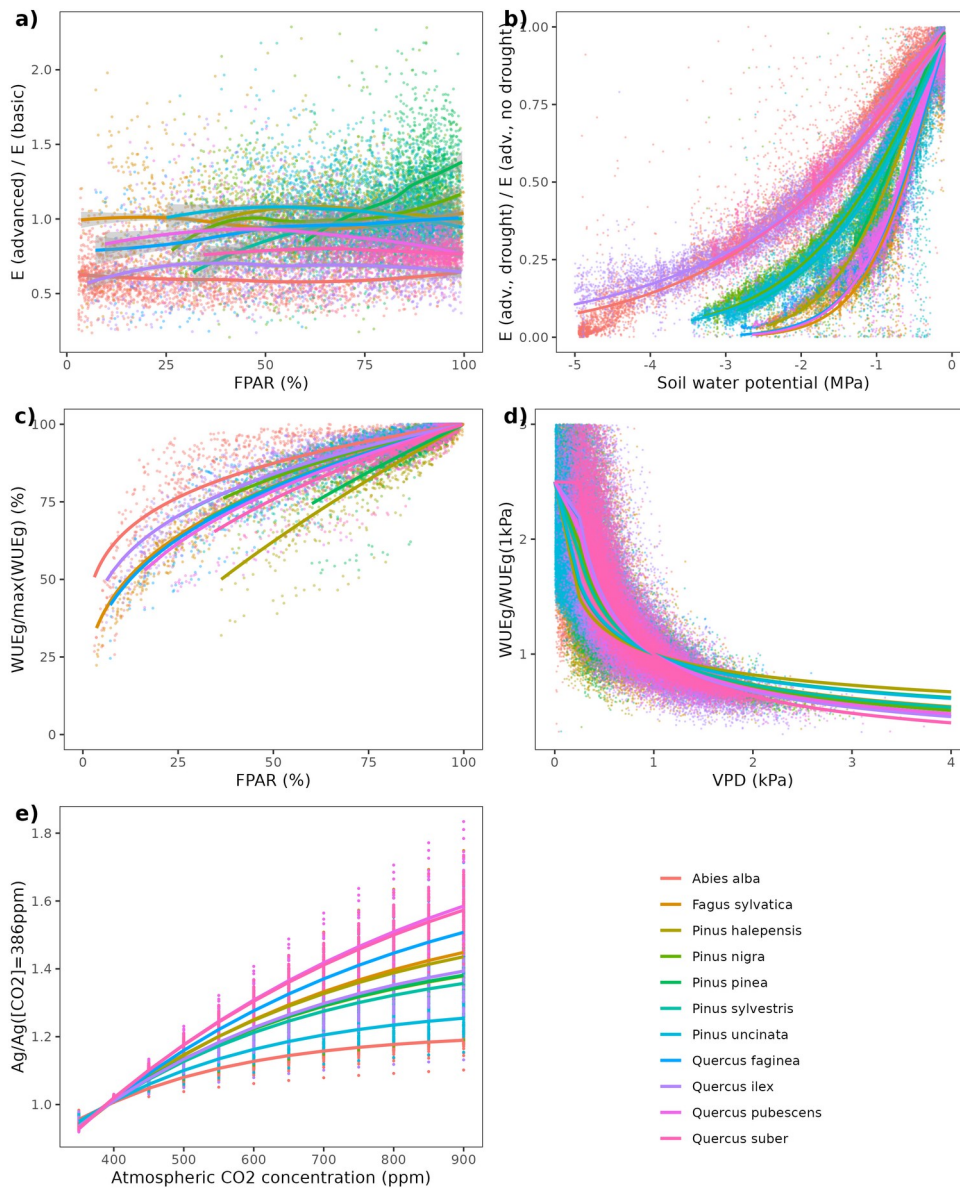 a)
E (advanced) / E (basic)
2.0
1.5
1.0
0.5
0 25 50 75 100
FPAR (%)
b)
E (adv., drought) / E (adv., no drought)
1.00
0.75
0.50
0.25
0.00
-5 -4 -3 -2 -1 0
Soil water potential (MPa)
c)
WUEg/max(WUEg) (%)
100
75
50
25
0
0 25 50 75 100
FPAR (%)
d)
WUEg/WUEg(1kPa)
3
2
1
0 1 2 3 4
VPD (kPa)
e)
Ag/Ag([CO2]=386ppm)
1.8
1.6
1.4
1.2
1.0
400 500 600 700 800 900
Atmospheric CO2 concentration (ppm)
Abies alba
Fagus sylvatica
Pinus halepensis
Pinus nigra
Pinus pinea
Pinus sylvestris
Pinus uncinata
Quercus faginea
Quercus ilex
Quercus pubescens
Quercus suber